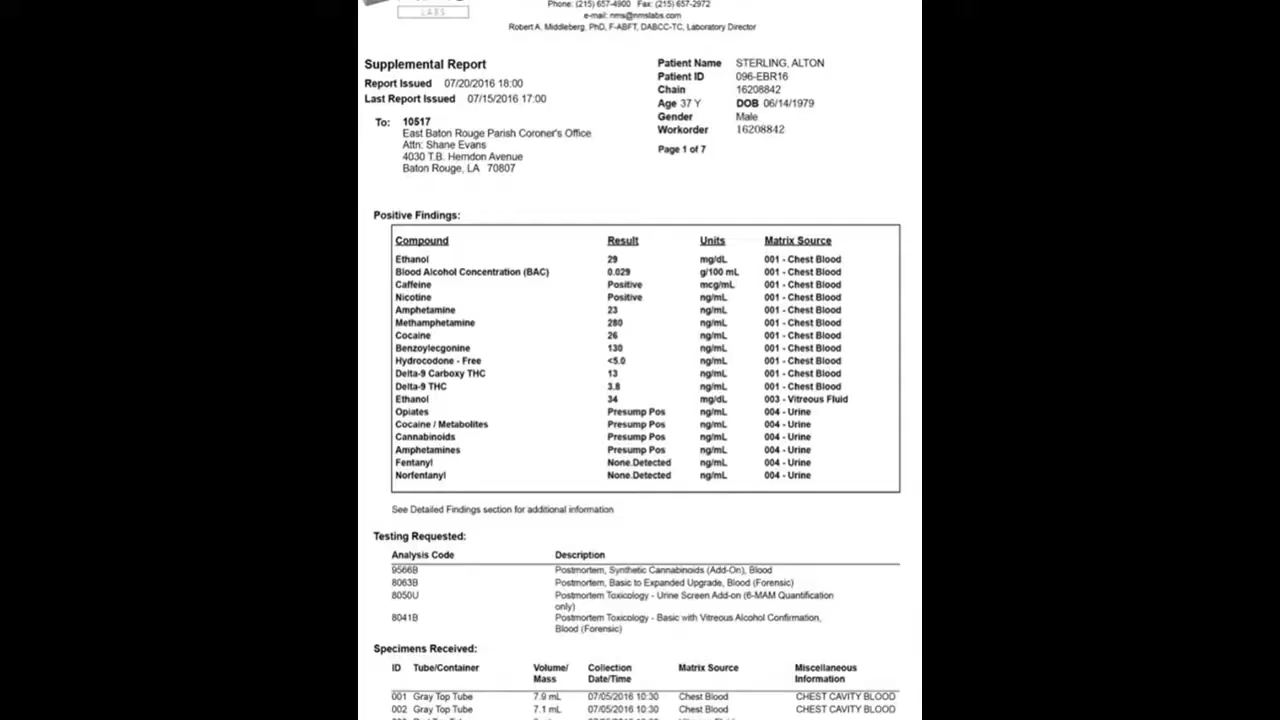 LABS
Phone: (215) 657-4900 Fax: (215) 657-2972
e-mail: nms@nmslabs.com
Robert A. Middleberg, PhD, F-ABFT, DABCC-TC, Laboratory Director
Supplemental Report
Report Issued 07/20/2016 18:00
Last Report Issued 07/15/2016 17:00
To: 10517
East Baton Rouge Parish Coroner's Office
Attn: Shane Evans
4030 T.B. Herndon Avenue
Baton Rouge, LA 70807
Patient Name STERLING, ALTON
Patient ID 096-EBR16
Chain 16208842
Age 37 Y DOB 06/14/1979
Gender Male
Workorder 16208842
Page 1 of 7
Positive Findings:
Compound Result Units Matrix Source
Ethanol 29 mg/dL 001 - Chest Blood
Blood Alcohol Concentration (BAC) 0.029 g/100 mL 001 - Chest Blood
Caffeine Positive mcg/mL 001 - Chest Blood
Nicotine Positive ng/mL 001 - Chest Blood
Amphetamine 23 ng/mL 001 - Chest Blood
Methamphetamine 280 ng/mL 001 - Chest Blood
Cocaine 26 ng/mL 001 - Chest Blood
Benzoylecgonine 130 ng/mL 001 - Chest Blood
Hydrocodone - Free <5.0 ng/mL 001 - Chest Blood
Delta-9 Carboxy THC 13 ng/mL 001 - Chest Blood
Delta-9 THC 3.8 ng/mL 001 - Chest Blood
Ethanol 34 mg/dL 003 - Vitreous Fluid
Opiates Presump Pos ng/mL 004 - Urine
Cocaine / Metabolites Presump Pos ng/mL 004 - Urine
Cannabinoids Presump Pos ng/mL 004 - Urine
Amphetamines Presump Pos ng/mL 004 - Urine
Fentanyl None Detected ng/mL 004 - Urine
Norfentanyl None Detected ng/mL 004 - Urine
See Detailed Findings section for additional information
Testing Requested:
Analysis Code Description
9566B Postmortem, Synthetic Cannabinoids (Add-On), Blood
8063B Postmortem, Basic to Expanded Upgrade, Blood (Forensic)
8050U Postmortem Toxicology - Urine Screen Add-on (6-MAM Quantification
only)
8041B Postmortem Toxicology - Basic with Vitreous Alcohol Confirmation,
Blood (Forensic)
Specimens Received:
ID Tube/Container Volume/ Collection Matrix Source Miscellaneous
Mass Date/Time Information
001 Gray Top Tube 7.9 mL 07/05/2016 10:30 Chest Blood CHEST CAVITY BLOOD
002 Gray Top Tube 7.1 mL 07/05/2016 10:30 Chest Blood CHEST CAVITY BLOOD